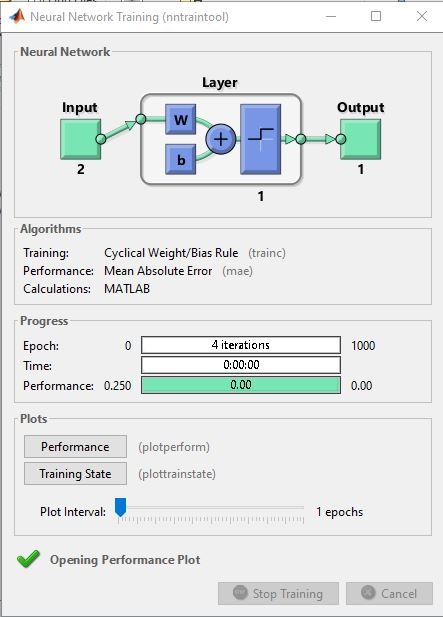 Neural Network Training (nntraintool)
Neural Network
Layer
Input
W
b
+
Output
2
1
1
Algorithms
Training: Cyclical Weight/Bias Rule (trainc)
Performance: Mean Absolute Error (mae)
Calculations: MATLAB
Progress
Epoch: 0 4 iterations 1000
Time: 0:00:00
Performance: 0.250 0.00 0.00
Plots
Performance (plotperform)
Training State (plottrainstate)
Plot Interval: 1 epochs
Opening Performance Plot
Stop Training Cancel